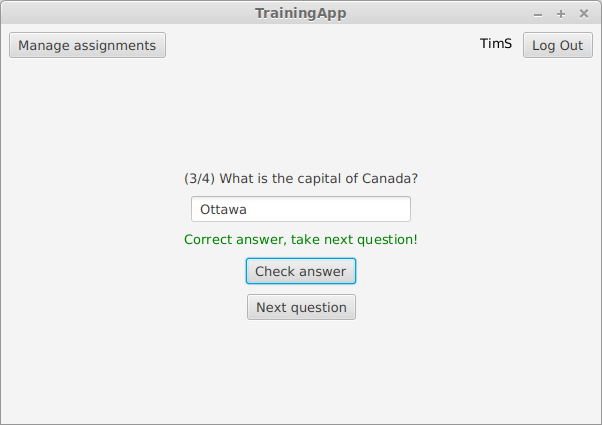 TrainingApp
Manage assignments TimS Log Out
(3/4) What is the capital of Canada?
Ottawa
Correct answer, take next question!
Check answer
Next question